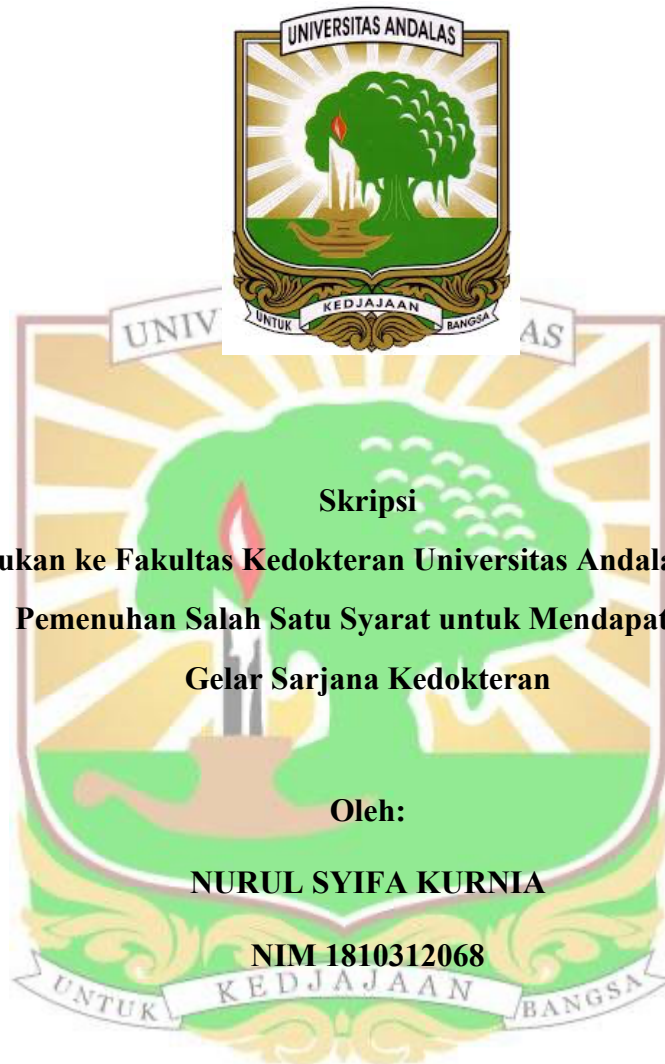 UNIVERSITAS ANDALAS
UNTUK KEDJAJAAN BANGSA
UNIV AS
Skripsi
ukan ke Fakultas Kedokteran Universitas Andala
Pemenuhan Salah Satu Syarat untuk Mendapat
Gelar Sarjana Kedokteran
Oleh:
NURUL SYIFA KURNIA
NIM 1810312068
UNTUK KEDJAJAAN BANGSA